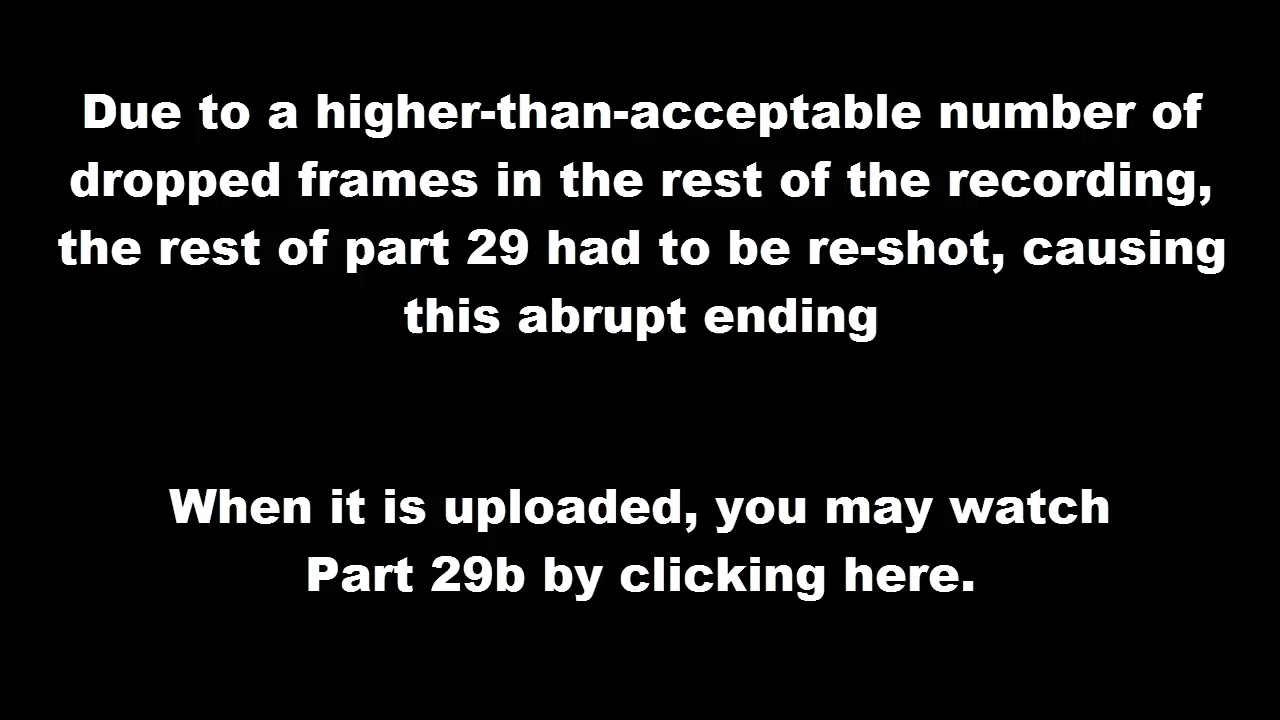 Due to a higher-than-acceptable number of
dropped frames in the rest of the recording,
the rest of part 29 had to be re-shot, causing
this abrupt ending
When it is uploaded, you may watch
Part 29b by clicking here.